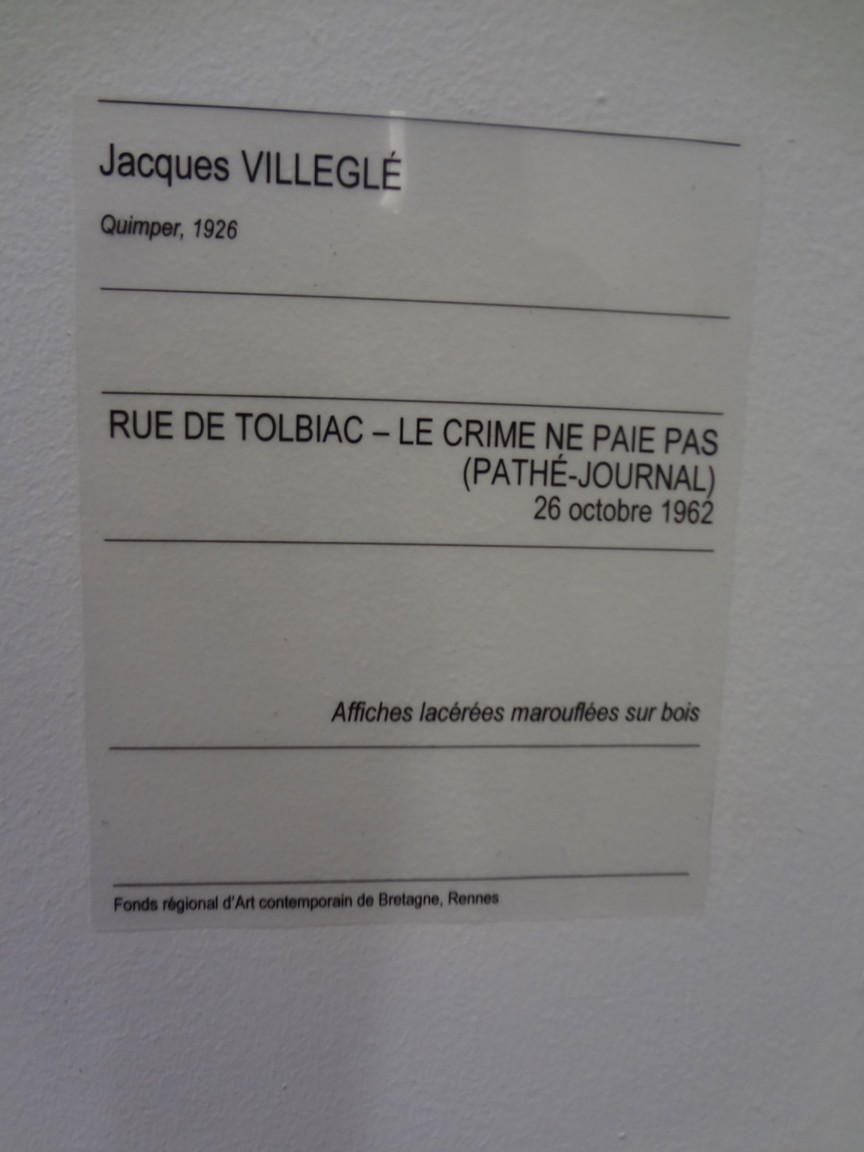 Jacques VILLEGLÉ
Quimper, 1926
RUE DE TOLBIAC – LE CRIME NE PAIE PAS
(PATHÉ-JOURNAL)
26 octobre 1962
Affiches lacérées marouflées sur bois
Fonds régional d'Art contemporain de Bretagne, Rennes